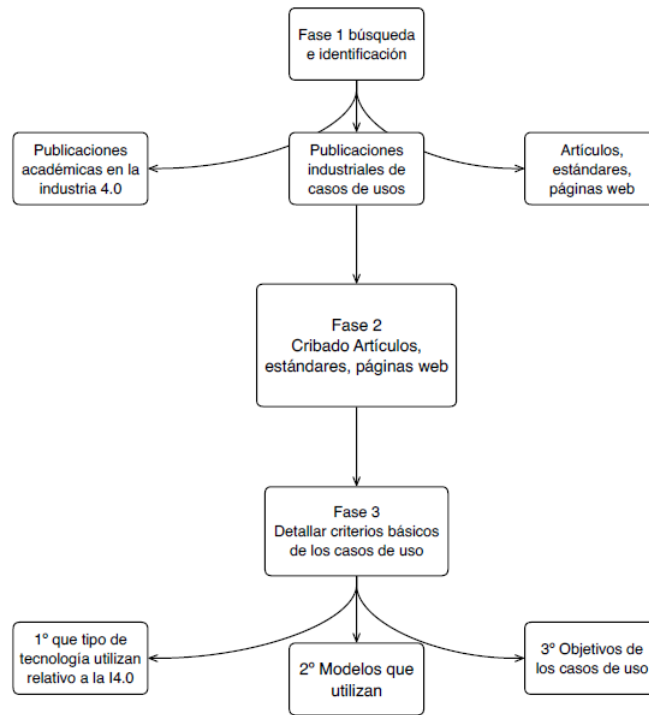 Fase 1 búsqueda
e identificación
Publicaciones
académicas en la
industria 4.0
Publicaciones
industriales de
casos de usos
Artículos,
estándares,
páginas web
Fase 2
Cribado Artículos,
estándares, páginas web
Fase 3
Detallar criterios básicos
de los casos de uso
1º que tipo de
tecnología utilizan
relativo a la I4.0
2º Modelos que
utilizan
3º Objetivos de
los casos de uso